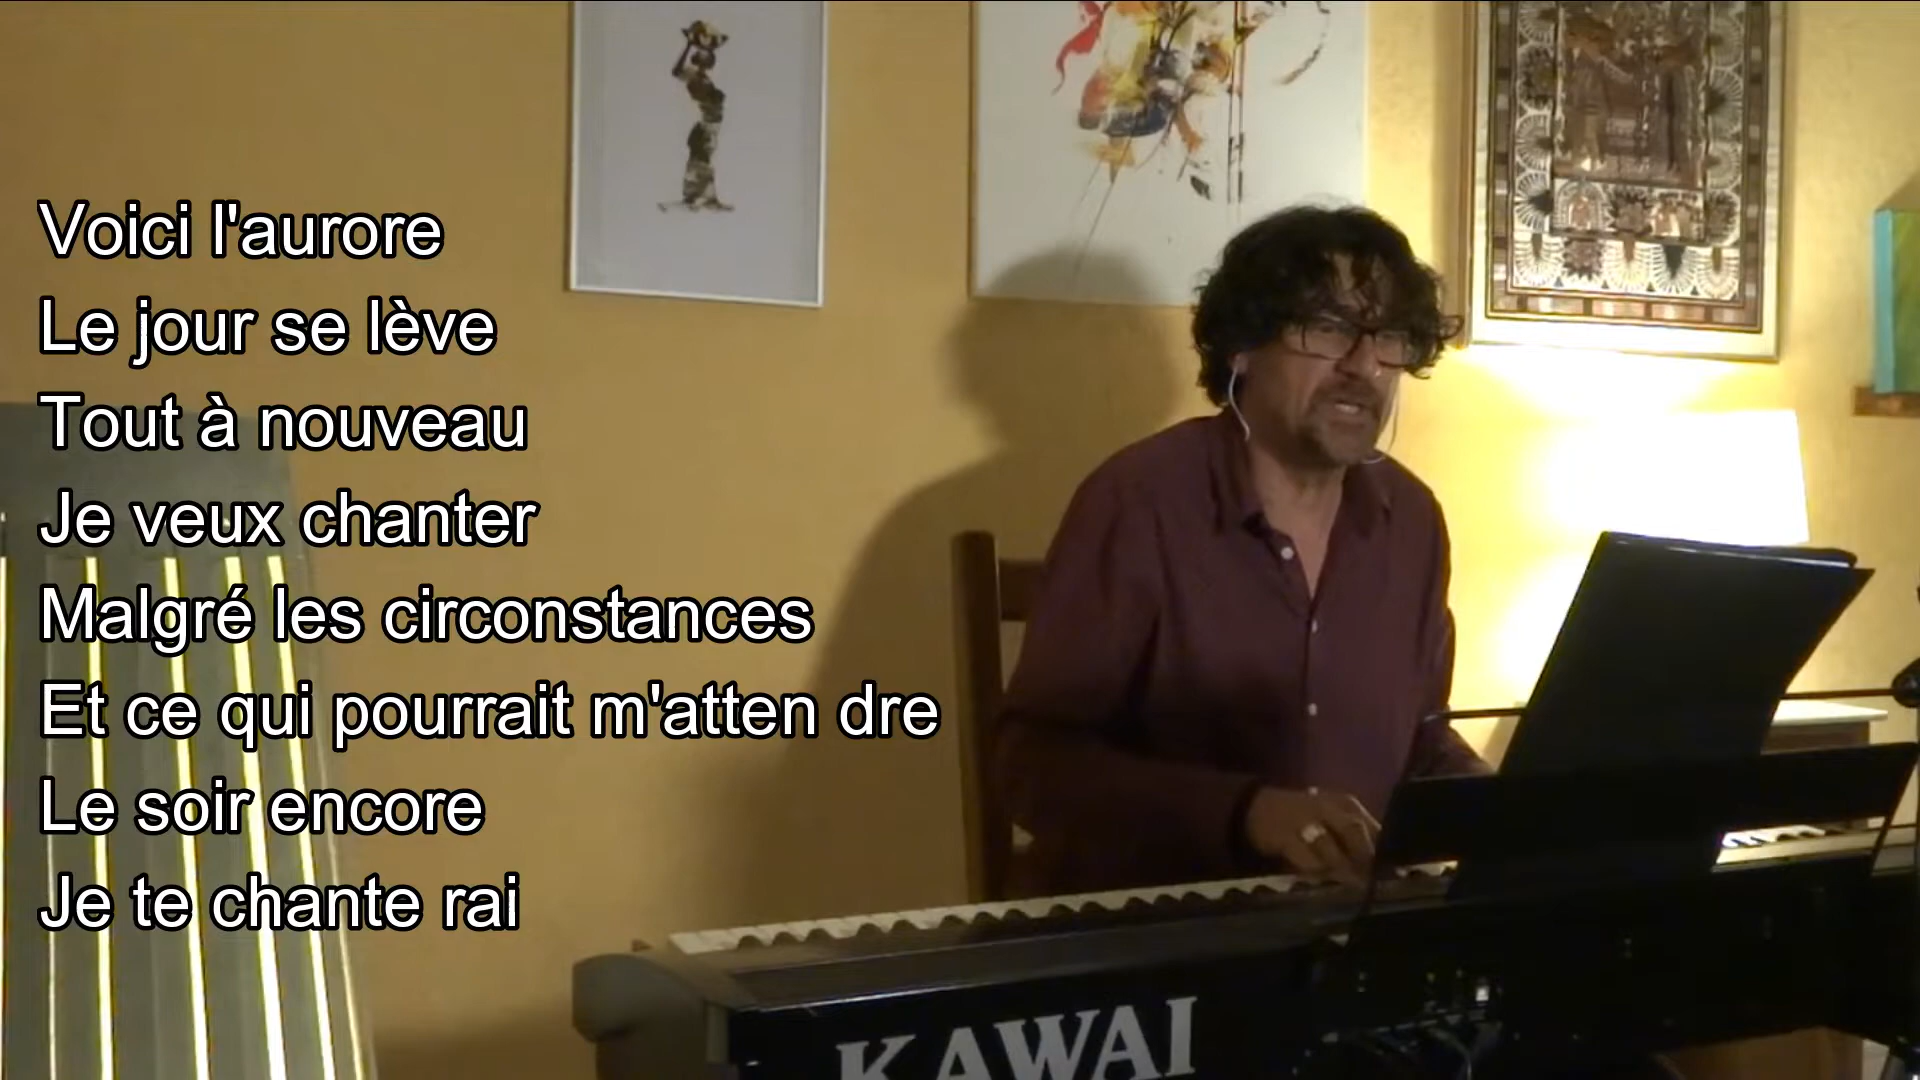 Voici l'aurore
Le jour se lève
Tout à nouveau
Je veux chanter
Malgré les circonstances
Et ce qui pourrait m'atten dre
Le soir encore
Je te chante rai
KAWAI